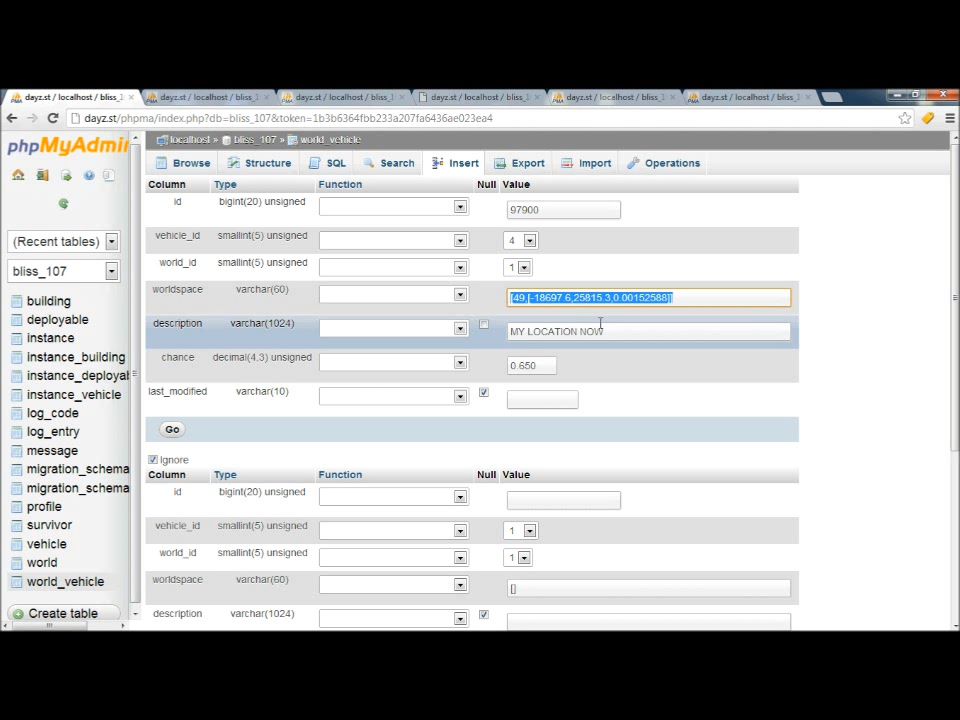 dayz.st / localhost / bliss_1 dayz.st / localhost / bliss_1 dayz.st / localhost / bliss_1 dayz.st / localhost / bliss_1 dayz.st / localhost / bliss_1 dayz.st / localhost / bliss_1
dayz.st/phpma/index.php?db=bliss_107&token=1b3b6364fbb233a207fa6436ae023ea4
phpMyAdmin
localhost » bliss_107 » world_vehicle
Browse Structure SQL Search Insert Export Import Operations
(Recent tables)
bliss_107
building
deployable
instance
instance_building
instance_deployal
instance_vehicle
log_code
log_entry
message
migration_schema
migration_schema
profile
survivor
vehicle
world
world_vehicle
Create table
Column Type Function Null Value
id bigint(20) unsigned 97900
vehicle_id smallint(5) unsigned 4
world_id smallint(5) unsigned 1
worldspace varchar(60) [49,[-18697.6,25815.3,0.00152588]]
description varchar(1024) MY LOCATION NOW
chance decimal(4,3) unsigned 0.650
last_modified varchar(10)
Go
Ignore
Column Type Function Null Value
id bigint(20) unsigned
vehicle_id smallint(5) unsigned 1
world_id smallint(5) unsigned 1
worldspace varchar(60) []
description varchar(1024)